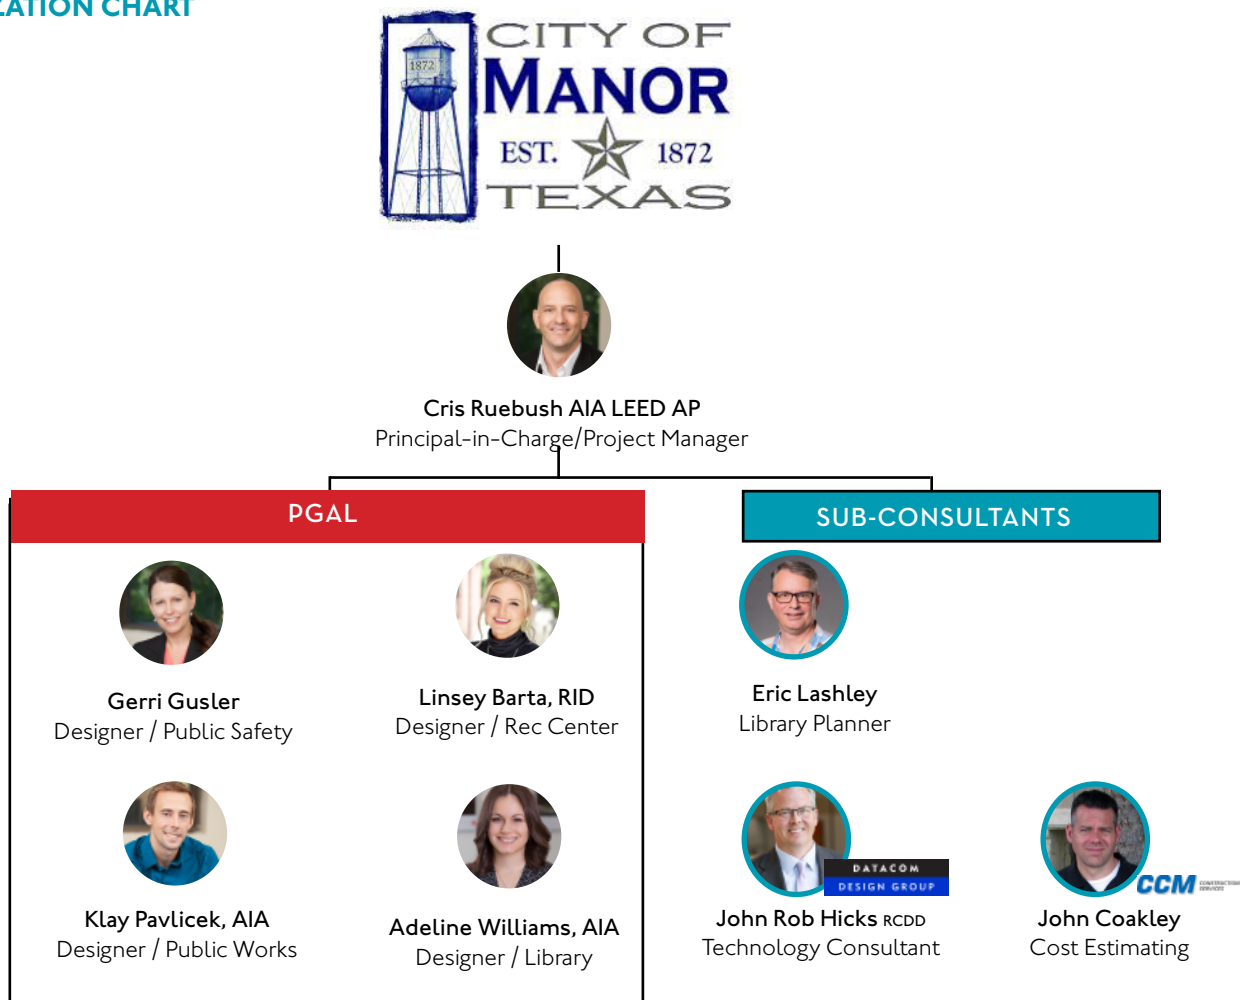 ZATION CHART
CITY OF
1872
MANOR
EST. 1872
TEXAS
Cris Ruebush AIA LEED AP
Principal-in-Charge/Project Manager
PGAL
SUB-CONSULTANTS
Gerri Gusler
Designer / Public Safety
Linsey Barta, RID
Designer / Rec Center
Eric Lashley
Library Planner
DATACOM
DESIGN GROUP
CCM CONSTRUCTION
SERVICES
Klay Pavlicek, AIA
Designer / Public Works
Adeline Williams, AIA
Designer / Library
John Rob Hicks RCDD
Technology Consultant
John Coakley
Cost Estimating